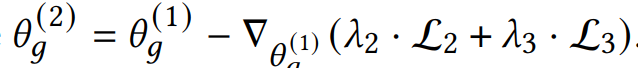 θ_g^{(2)} = θ_g^{(1)} − ∇_{θ_g^{(1)}} (λ_2 · ℒ_2 + λ_3 · ℒ_3).